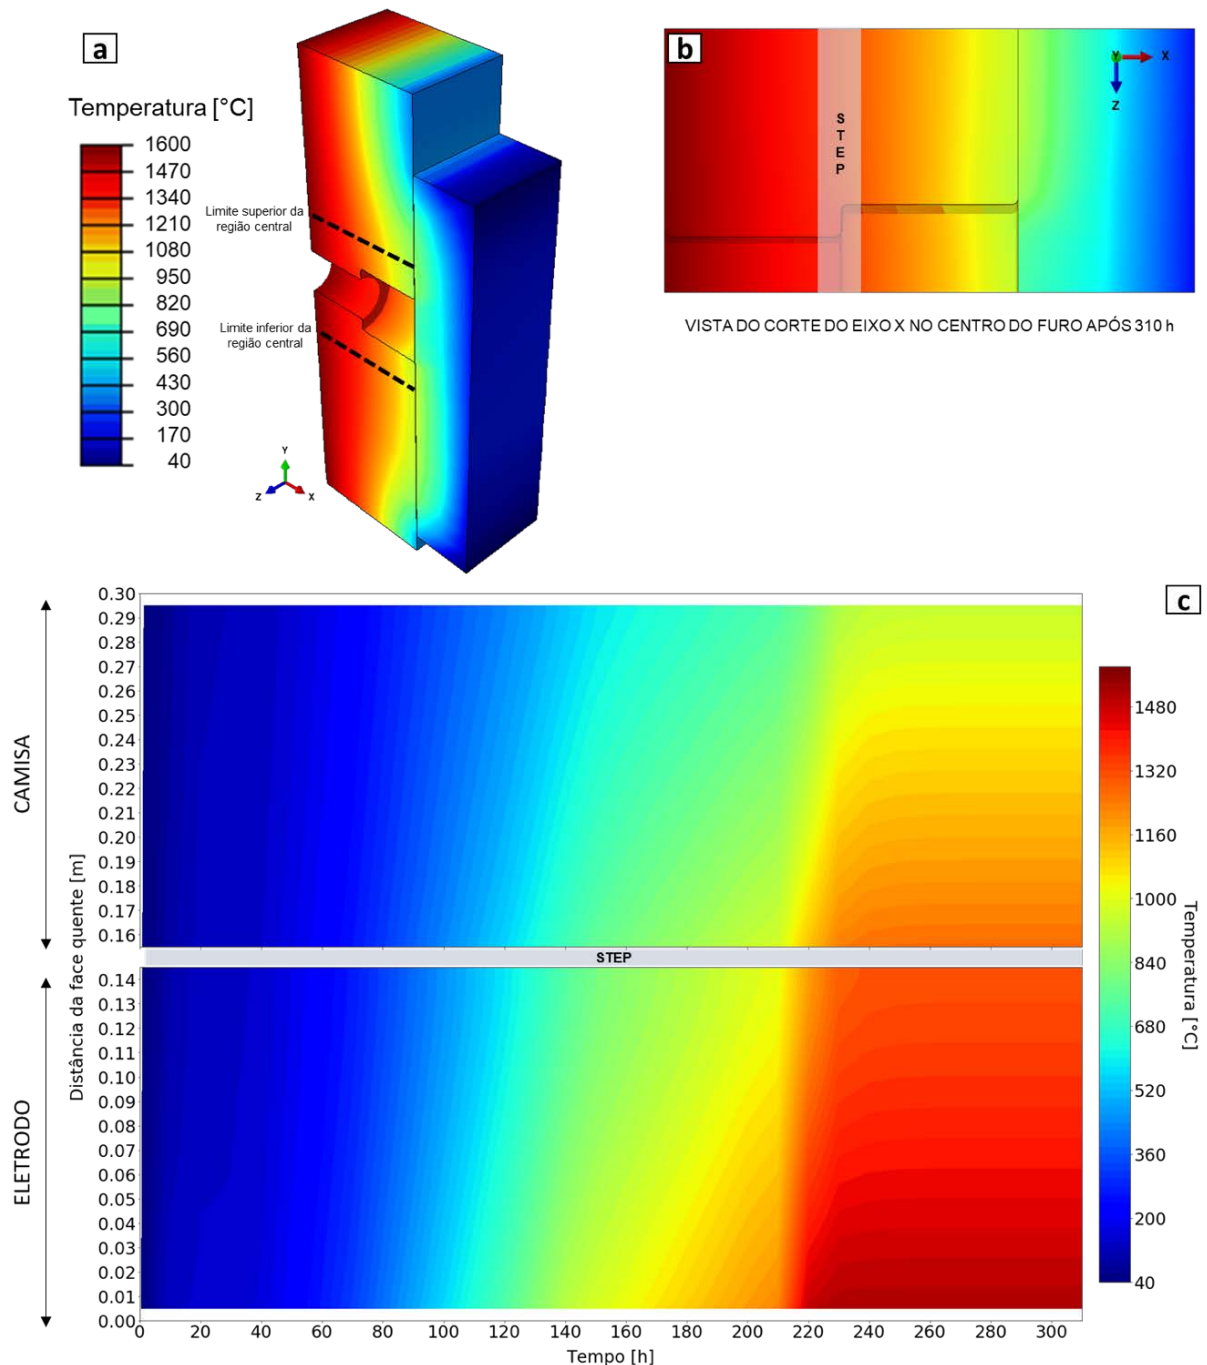 a
Temperatura [°C]
1600
1470
1340
1210
1080
950
820
690
560
430
300
170
40
Limite superior da
região central
Limite inferior da
região central
Y
Z
X
b
S
T
E
P
Y
X
Z
VISTA DO CORTE DO EIXO X NO CENTRO DO FURO APÓS 310 h
c
CAMISA
ELETRODO
Distância da face quente [m]
0.30
0.29
0.28
0.27
0.25
0.24
0.23
0.21
0.20
0.19
0.18
0.17
0.16
STEP
0.14
0.13
0.12
0.10
0.09
0.08
0.07
0.06
0.05
0.04
0.03
0.02
0.01
0.00
0 20 40 60 80 100 120 140 160 180 200 220 240 260 280 300
Tempo [h]
1480
1320
1160
1000
840
680
520
360
200
40
Temperatura [°C]